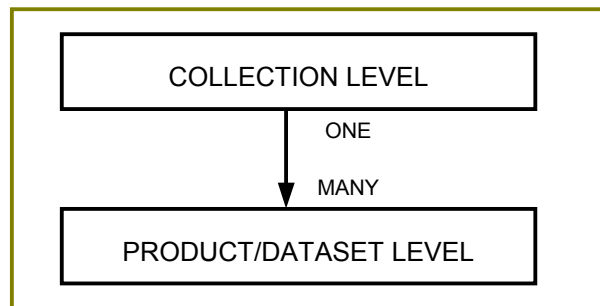 COLLECTION LEVEL
ONE
MANY
PRODUCT/DATASET LEVEL